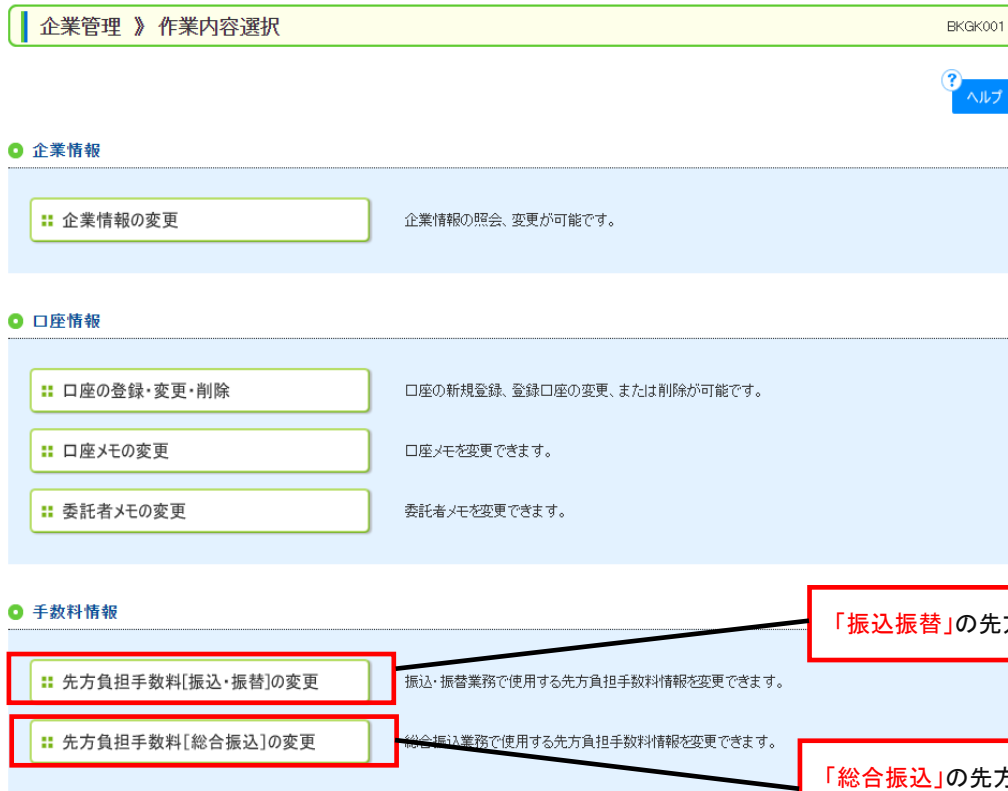 企業管理 》 作業内容選択
BKGK001
?
ヘルプ
企業情報
企業情報の変更
企業情報の照会、変更が可能です。
口座情報
口座の登録・変更・削除
口座の新規登録、登録口座の変更、または削除が可能です。
口座メモの変更
口座メモを変更できます。
委託者メモの変更
委託者メモを変更できます。
手数料情報
「振込振替」の先方
先方負担手数料[振込・振替]の変更
振込・振替業務で使用する先方負担手数料情報を変更できます。
先方負担手数料[総合振込]の変更
総合振込業務で使用する先方負担手数料情報を変更できます。
「総合振込」の先方